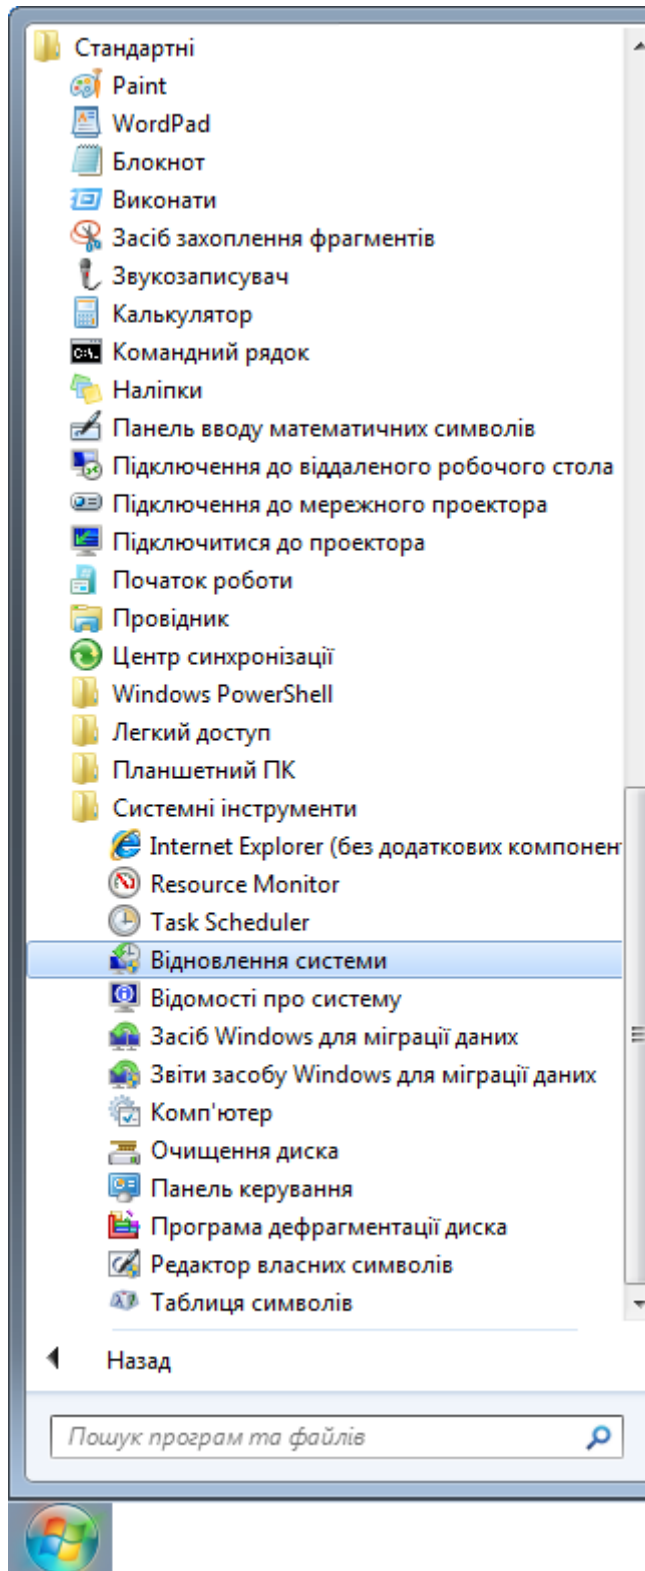 Стандартні
Paint
WordPad
Блокнот
Виконати
Засіб захоплення фрагментів
Звукозаписувач
Калькулятор
C:\.
Командний рядок
Наліпки
Панель вводу математичних символів
Підключення до віддаленого робочого стола
Підключення до мережного проектора
Підключитися до проектора
Початок роботи
Провідник
Центр синхронізації
Windows PowerShell
Легкий доступ
Планшетний ПК
Системні інструменти
Internet Explorer (без додаткових компонен
Resource Monitor
Task Scheduler
Відновлення системи
Відомості про систему
Засіб Windows для міграції даних
Звіти засобу Windows для міграції даних
Комп'ютер
Очищення диска
Панель керування
Програма дефрагментації диска
Редактор власних символів
Таблиця символів
Назад
Пошук програм та файлів